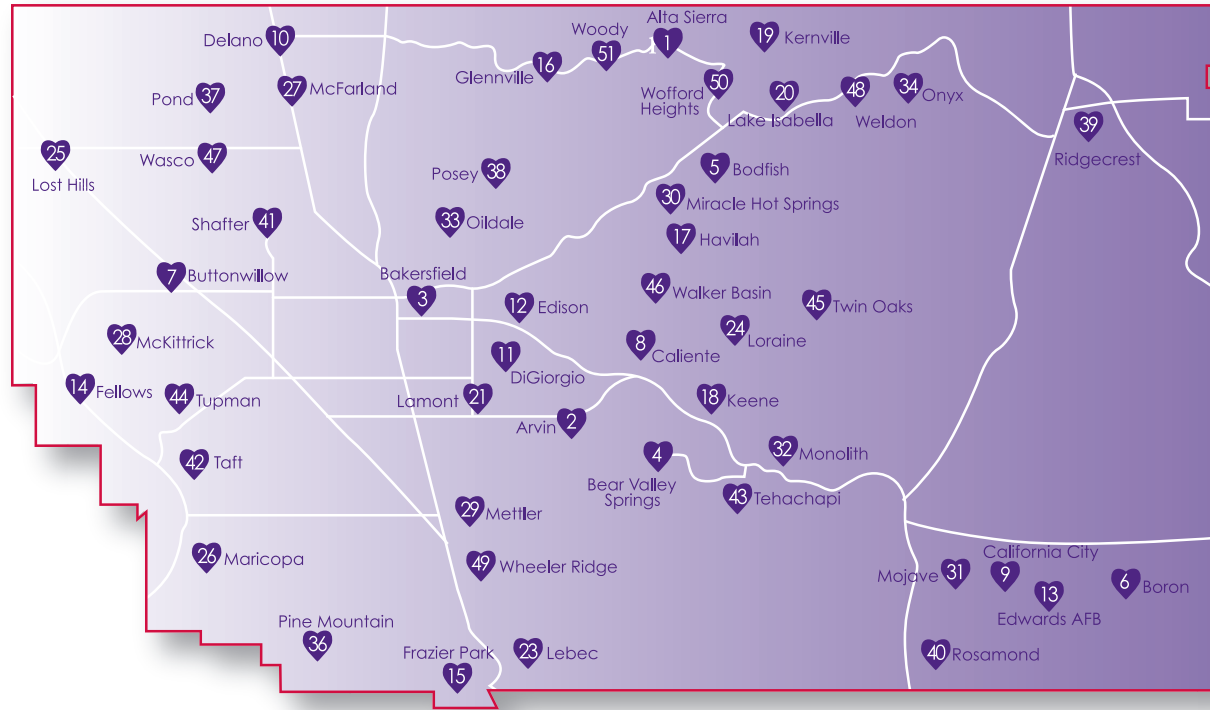 Alta Sierra
1
Woody
51
19 Kernville
Delano 10
Glennville 16
27 McFarland
Pond 37
Wofford
Heights
50
20
Lake Isabella
48
Weldon
34 Onyx
39
Ridgecrest
25
Lost Hills
Wasco 47
Posey 38
5 Bodfish
30 Miracle Hot Springs
Shafter 41
33 Oildale
17 Havilah
7 Buttonwillow
Bakersfield
3
12 Edison
46 Walker Basin
45 Twin Oaks
28 McKittrick
11
DiGiorgio
8
Caliente
24
Loraine
14 Fellows
44 Tupman
Lamont 21
18 Keene
Arvin 2
42 Taft
4
Bear Valley
Springs
32 Monolith
43 Tehachapi
29 Mettler
26 Maricopa
49 Wheeler Ridge
California City
9
Mojave 31
13
Edwards AFB
6 Boron
Pine Mountain
36
Frazier Park
15
23 Lebec
40 Rosamond